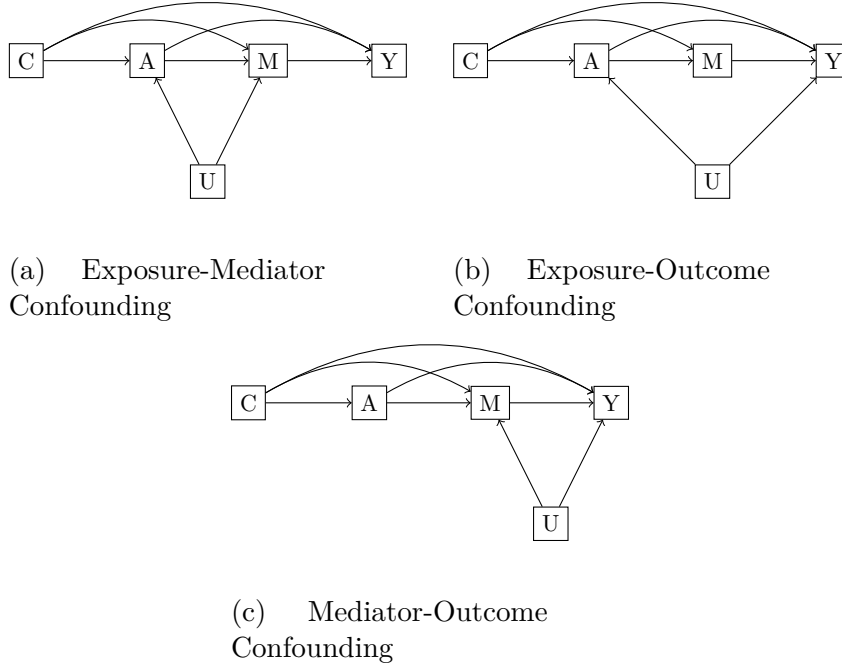 C A M Y
U
(a) Exposure-Mediator
Confounding
C A M Y
U
(b) Exposure-Outcome
Confounding
C A M Y
U
(c) Mediator-Outcome
Confounding